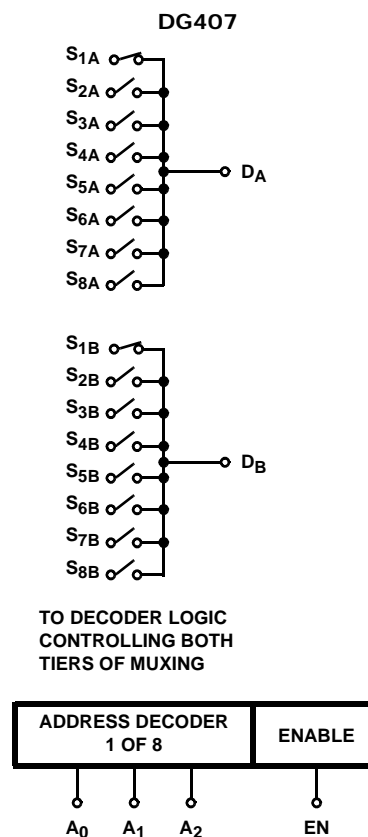 DG407
S1A
S2A
S3A
S4A
DA
S5A
S6A
S7A
S8A
S1B
S2B
S3B
S4B
DB
S5B
S6B
S7B
S8B
TO DECODER LOGIC
CONTROLLING BOTH
TIERS OF MUXING
ADDRESS DECODER
1 OF 8
ENABLE
A0 A1 A2 EN